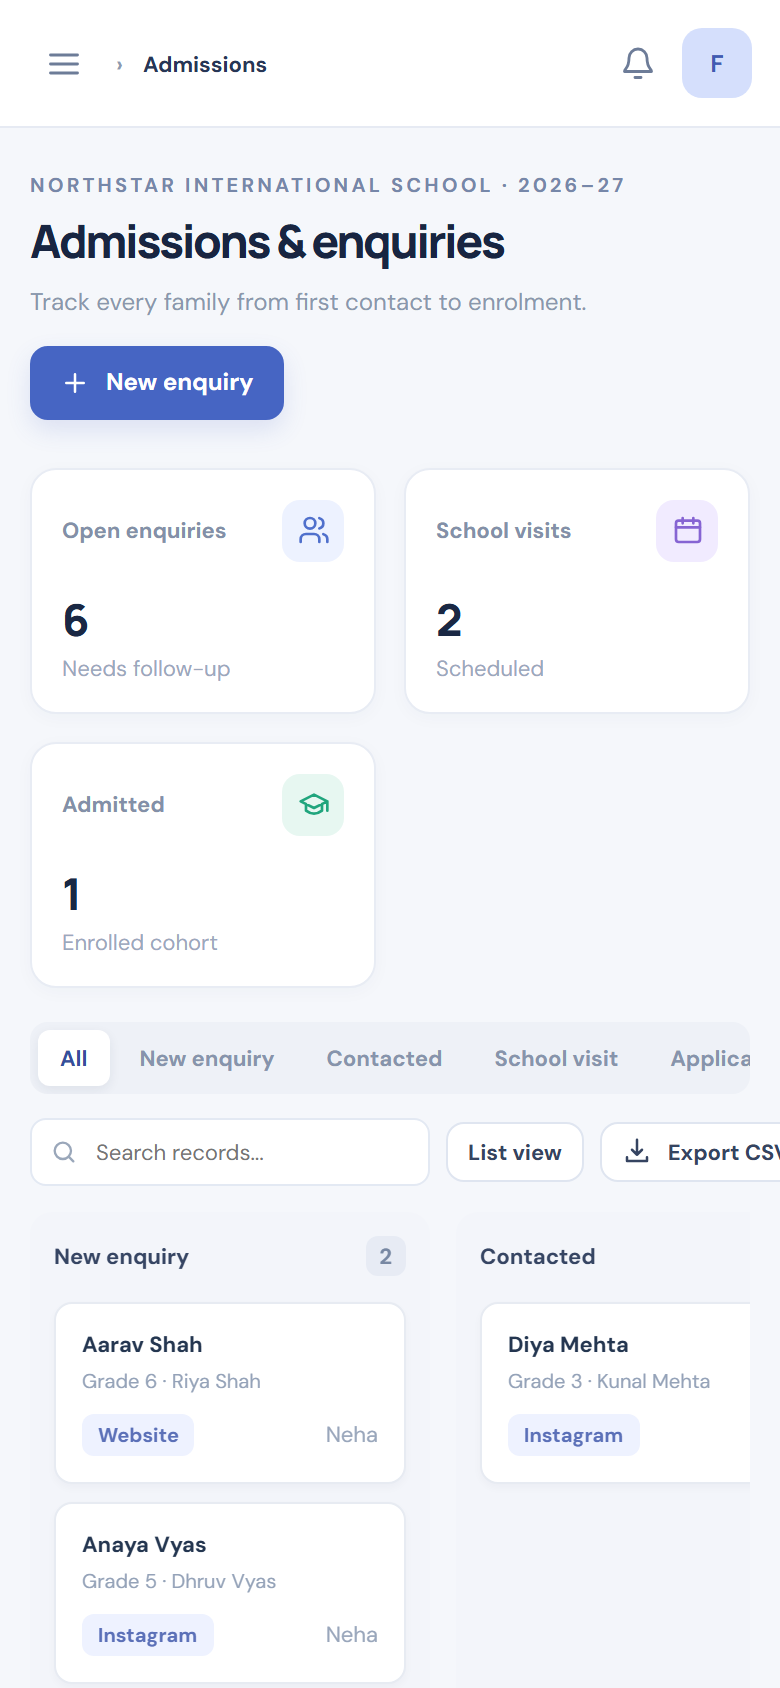 › Admissions
F
NORTHSTAR INTERNATIONAL SCHOOL · 2026–27
Admissions & enquiries
Track every family from first contact to enrolment.
+ New enquiry
Open enquiries
6
Needs follow-up
School visits
2
Scheduled
Admitted
1
Enrolled cohort
All New enquiry Contacted School visit Applica
Search records... List view Export CSV
New enquiry 2
Aarav Shah
Grade 6 · Riya Shah
Website Neha
Anaya Vyas
Grade 5 · Dhruv Vyas
Instagram Neha
Contacted
Diya Mehta
Grade 3 · Kunal Mehta
Instagram